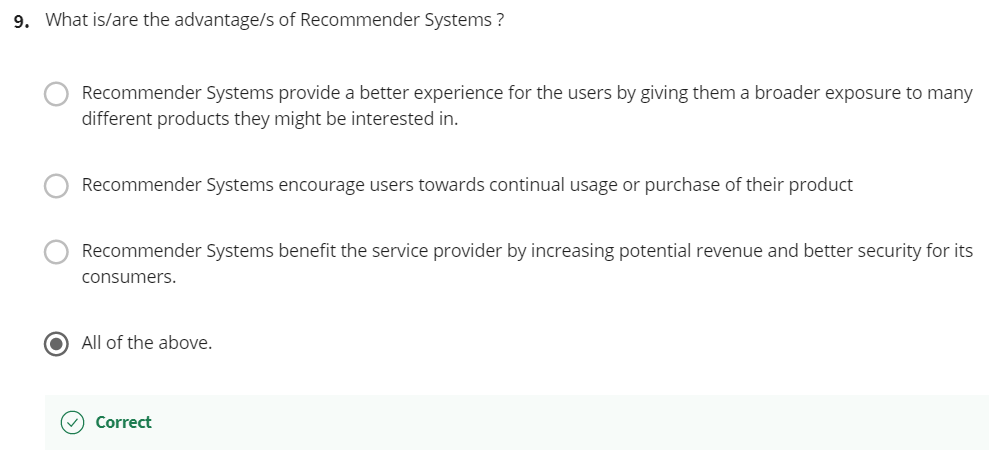 9. What is/are the advantage/s of Recommender Systems ?
Recommender Systems provide a better experience for the users by giving them a broader exposure to many
different products they might be interested in.
Recommender Systems encourage users towards continual usage or purchase of their product
Recommender Systems benefit the service provider by increasing potential revenue and better security for its
consumers.
All of the above.
Correct